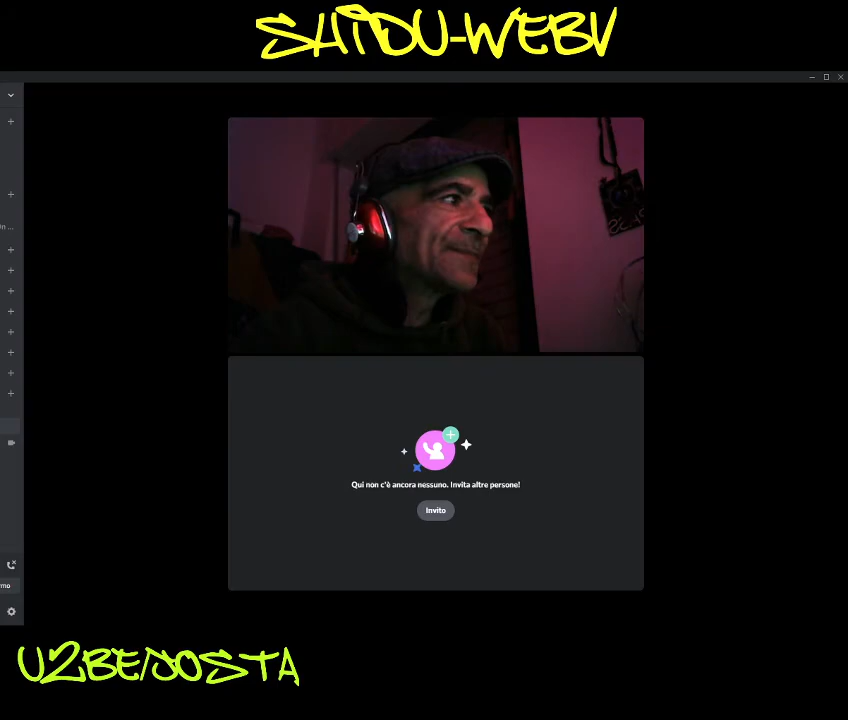 SHIDU-WEBV
Qui non c'è ancora nessuno. Invita altre persone!
Invito
U2BE/JOSTA